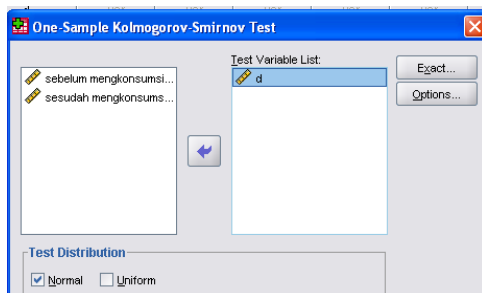 One-Sample Kolmogorov-Smirnov Test
Test Variable List:
sebelum mengkonsumsi...
sesudah mengkonsums...
d
Exact...
Options...
Test Distribution
Normal
Uniform